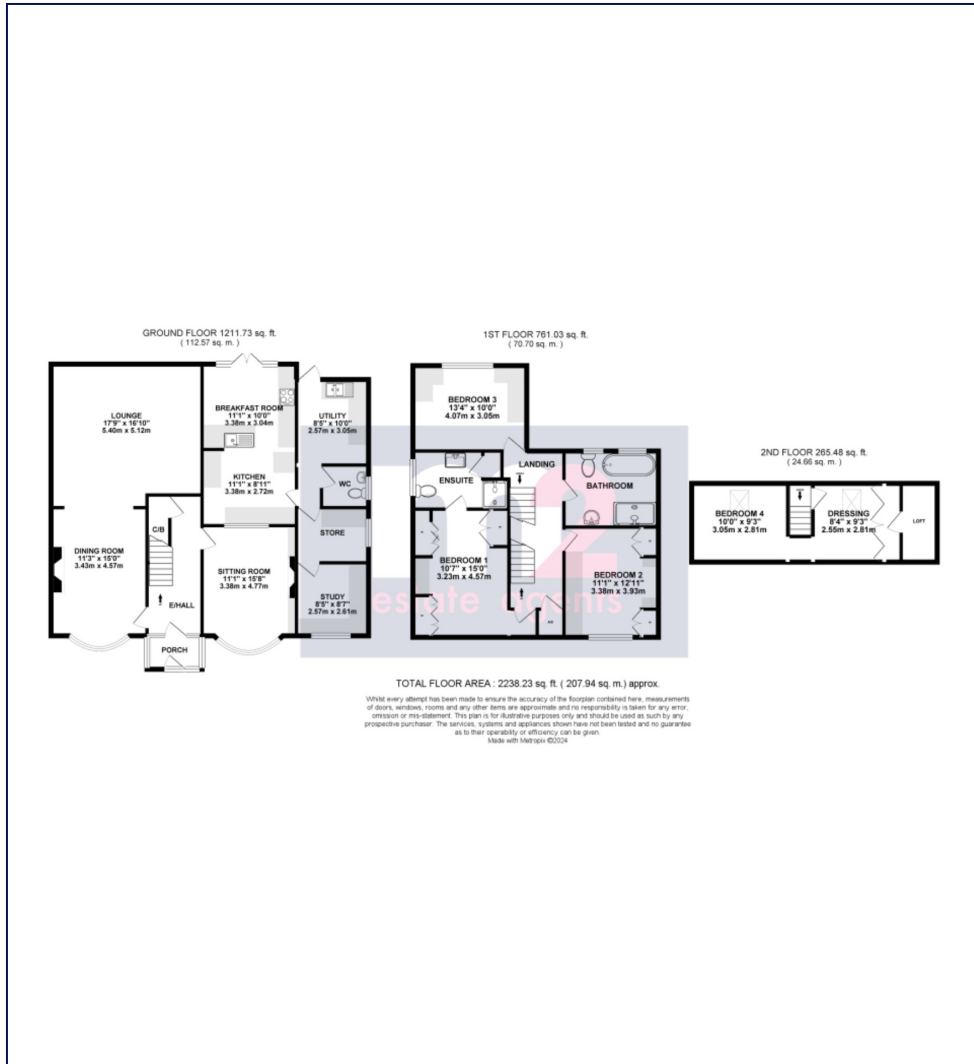 GROUND FLOOR 1211.73 sq. ft.
( 112.57 sq. m. )
LOUNGE
17'9" x 16'10"
5.40m x 5.12m
BREAKFAST ROOM
11'1" x 10'0"
3.38m x 3.04m
UTILITY
8'5" x 10'0"
2.57m x 3.05m
KITCHEN
11'1" x 8'11"
3.38m x 2.72m
WC
C/B
STORE
DINING ROOM
11'3" x 15'0"
3.43m x 4.57m
SITTING ROOM
11'1" x 15'8"
3.38m x 4.77m
STUDY
8'5" x 8'7"
2.57m x 2.61m
E/HALL
PORCH
1ST FLOOR 761.03 sq. ft.
( 70.70 sq. m. )
BEDROOM 3
13'4" x 10'0"
4.07m x 3.05m
LANDING
ENSUITE
BATHROOM
BEDROOM 1
10'7" x 15'0"
3.23m x 4.57m
BEDROOM 2
11'1" x 12'11"
3.38m x 3.93m
estate agents
2ND FLOOR 265.48 sq. ft.
( 24.66 sq. m. )
BEDROOM 4
10'0" x 9'3"
3.05m x 2.81m
DRESSING
8'4" x 9'3"
2.55m x 2.81m
LOFT
TOTAL FLOOR AREA : 2238.23 sq. ft. ( 207.94 sq. m.) approx.
Whilst every attempt has been made to ensure the accuracy of the floorplan contained here, measurements
of doors, windows, rooms and any other items are approximate and no responsibility is taken for any error,
omission or mis-statement. This plan is for illustrative purposes only and should be used as such by any
prospective purchaser. The services, systems and appliances shown have not been tested and no guarantee
as to their operability or efficiency can be given.
Made with Metropix ©2024